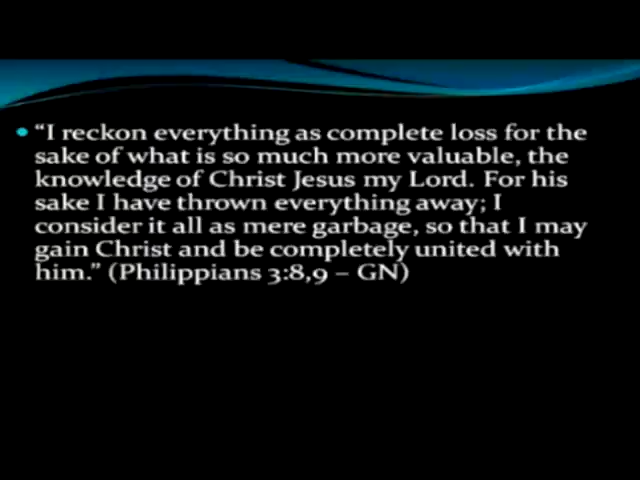 • “I reckon everything as complete loss for the
sake of what is so much more valuable, the
knowledge of Christ Jesus my Lord. For his
sake I have thrown everything away; I
consider it all as mere garbage, so that I may
gain Christ and be completely united with
him.” (Philippians 3:8,9 – GN)